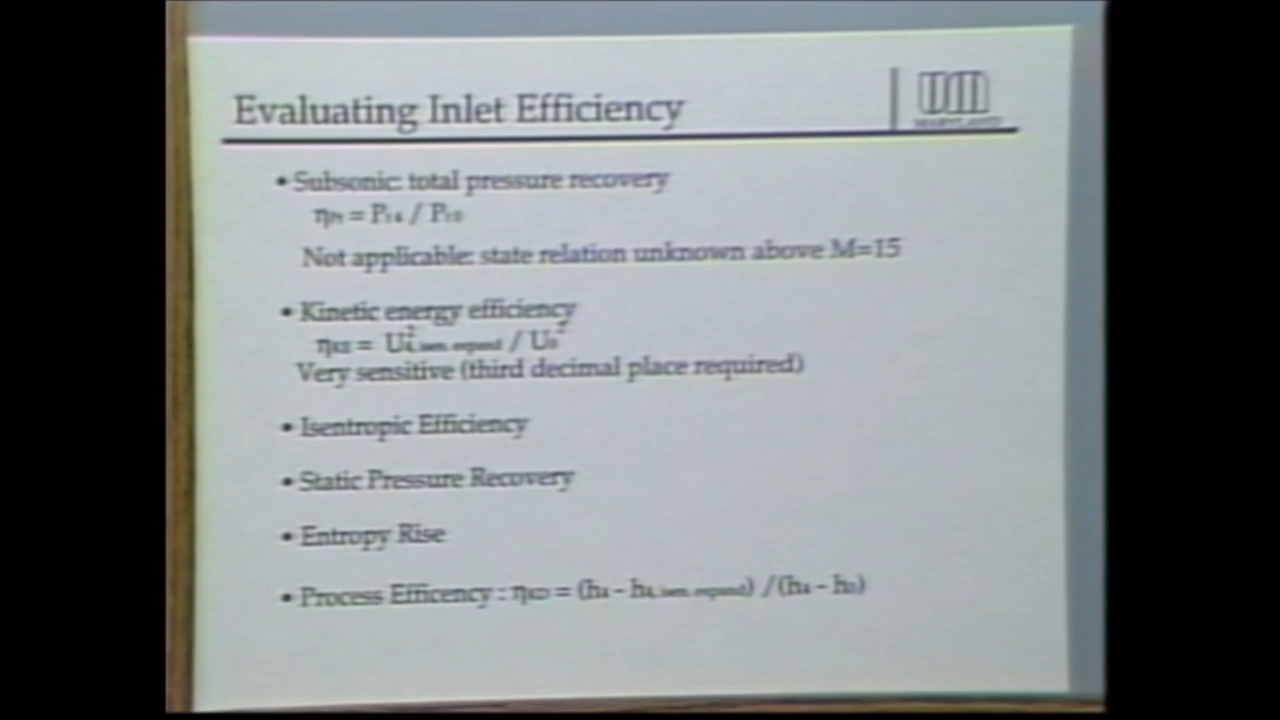 Evaluating Inlet Efficiency
MARYLAND
• Subsonic: total pressure recovery
ηPt = Pt4 / Pt0
Not applicable: state relation unknown above M=15
• Kinetic energy efficiency
ηKE = U²4, isen. expand / U0²
Very sensitive (third decimal place required)
• Isentropic Efficiency
• Static Pressure Recovery
• Entropy Rise
• Process Efficency : ηKD = (h4 - h4, isen. expand) / (h4 - h0)